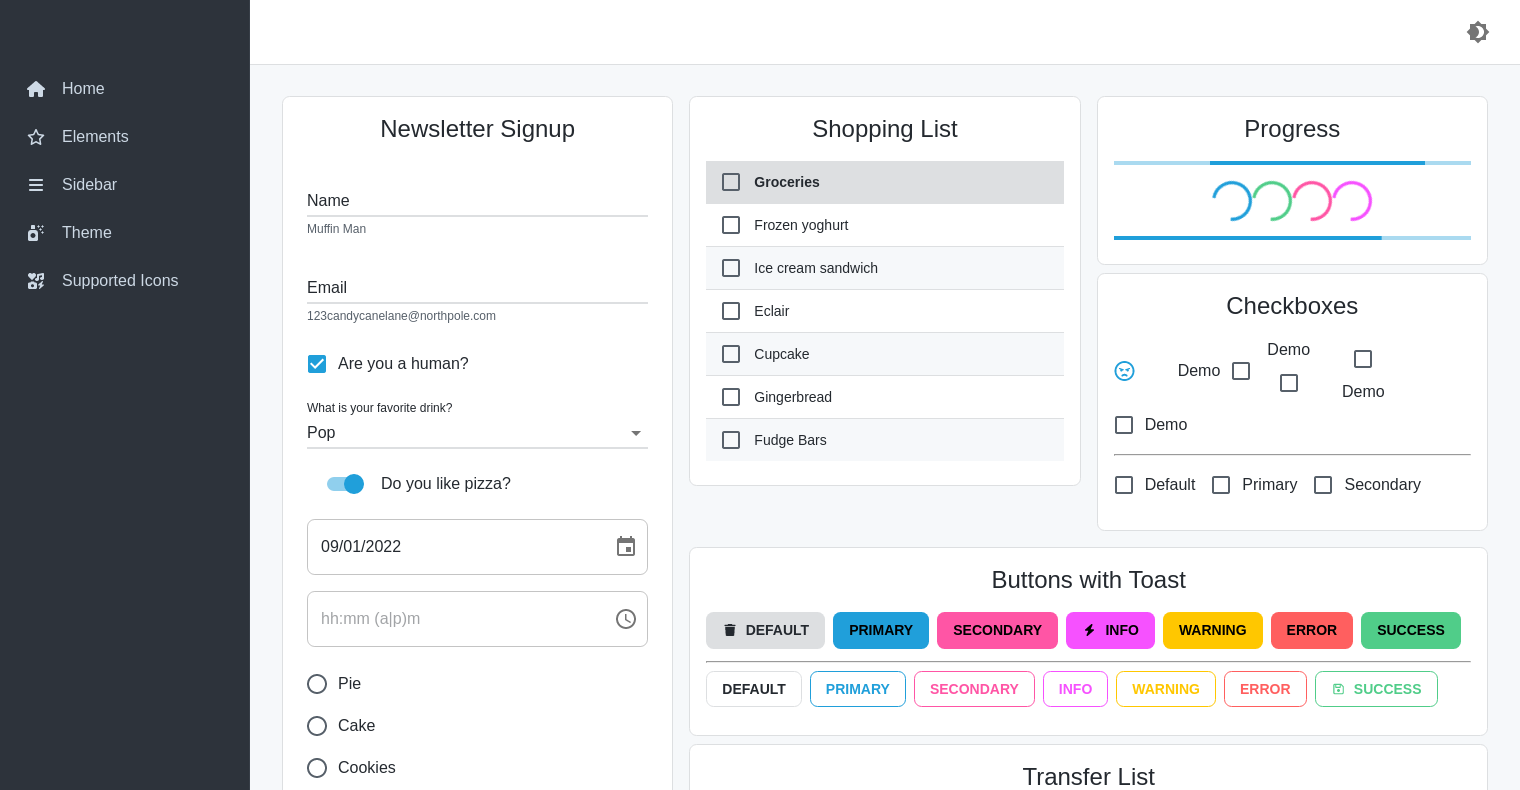 Home
Elements
Sidebar
Theme
Supported Icons
Newsletter Signup
Name
Muffin Man
Email
123candycanelane@northpole.com
Are you a human?
What is your favorite drink?
Pop
Do you like pizza?
09/01/2022
hh:mm (a|p)m
Pie
Cake
Cookies
Shopping List
Groceries
Frozen yoghurt
Ice cream sandwich
Eclair
Cupcake
Gingerbread
Fudge Bars
Progress
Checkboxes
Demo
Demo
Demo
Demo
Default Primary Secondary
Buttons with Toast
DEFAULT PRIMARY SECONDARY INFO WARNING ERROR SUCCESS
DEFAULT PRIMARY SECONDARY INFO WARNING ERROR SUCCESS
Transfer List